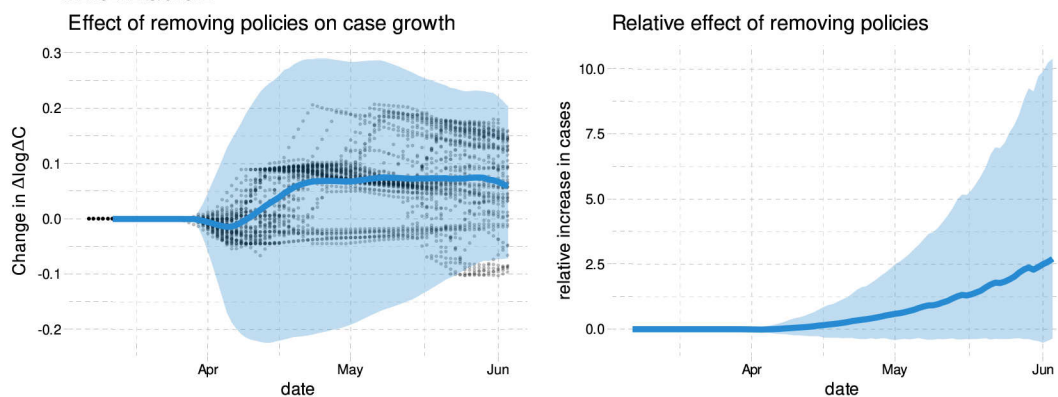 Effect of removing policies on case growth
0.3
0.2
0.1
0.0
-0.1
-0.2
Change in ΔlogΔC
Apr May Jun
date
Relative effect of removing policies
10.0
7.5
5.0
2.5
0.0
relative increase in cases
Apr May Jun
date